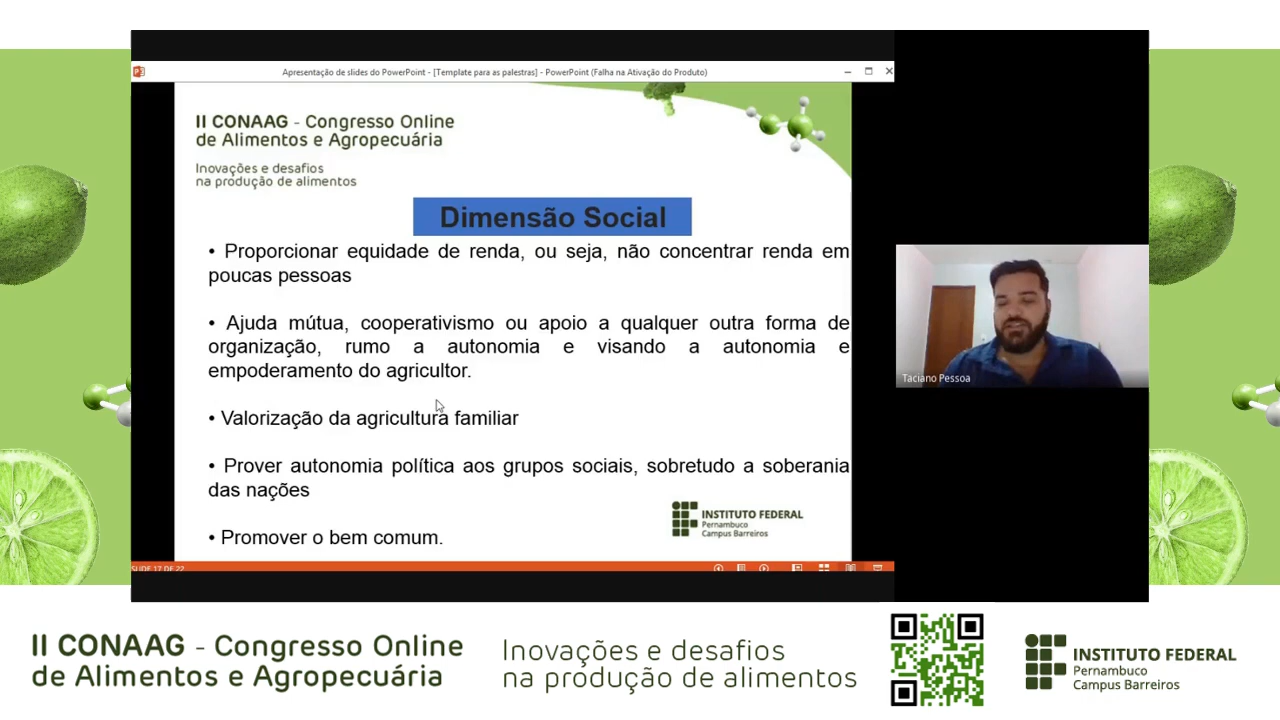 Apresentação de slides do PowerPoint - [Template para as palestras] - PowerPoint (Falha na Ativação do Produto)
II CONAAG - Congresso Online
de Alimentos e Agropecuária
Inovações e desafios
na produção de alimentos
Dimensão Social
• Proporcionar equidade de renda, ou seja, não concentrar renda em
poucas pessoas
• Ajuda mútua, cooperativismo ou apoio a qualquer outra forma de
organização, rumo a autonomia e visando a autonomia e
empoderamento do agricultor.
• Valorização da agricultura familiar
• Prover autonomia política aos grupos sociais, sobretudo a soberania
das nações
• Promover o bem comum.
INSTITUTO FEDERAL
Pernambuco
Campus Barreiros
SLIDE 17 DE 22
Taciano Pessoa
II CONAAG - Congresso Online
de Alimentos e Agropecuária
Inovações e desafios
na produção de alimentos
INSTITUTO FEDERAL
Pernambuco
Campus Barreiros